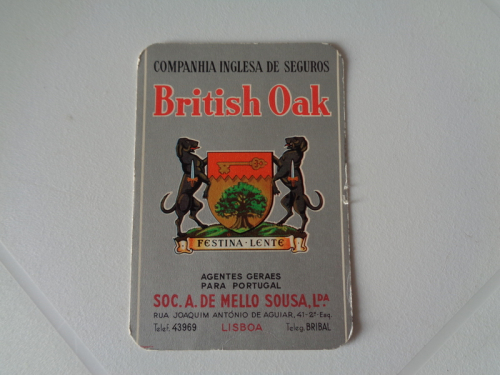 COMPANHIA INGLESA DE SEGUROS
British Oak
FESTINA · LENTE
AGENTES GERAES
PARA PORTUGAL
SOC. A. DE MELLO SOUSA, LDA.
RUA JOAQUIM ANTÓNIO DE AGUIAR, 41-2º-Esq.
Telef. 43969 LISBOA Teleg. BRIBAL